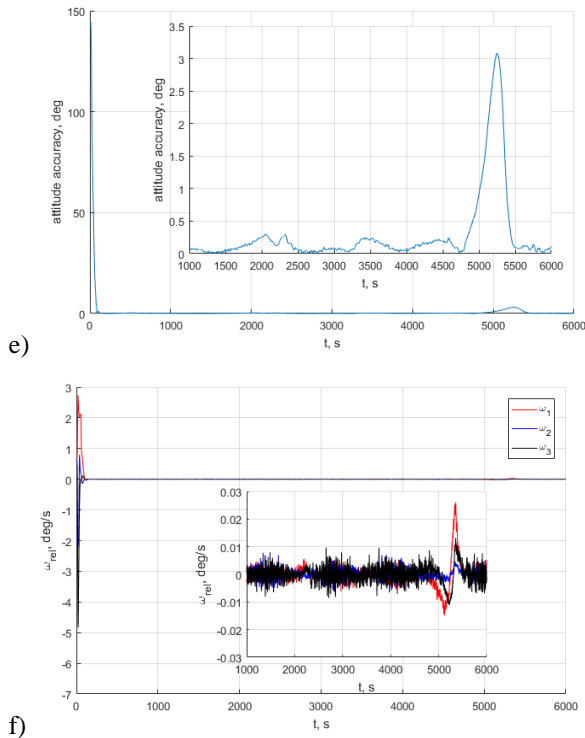 150
100
50
0
attitude accuracy, deg
3.5
3
2.5
2
1.5
1
0.5
0
attitude accuracy, deg
1000 1500 2000 2500 3000 3500 4000 4500 5000 5500 6000
t, s
0 1000 2000 3000 4000 5000 6000
t, s
e)
3
2
1
0
-1
-2
-3
-4
-5
-6
-7
ω_rel, deg/s
ω_1
ω_2
ω_3
0.03
0.02
0.01
0
-0.01
-0.02
-0.03
ω_rel, deg/s
1000 2000 3000 4000 5000 6000
t, s
0 1000 2000 3000 4000 5000 6000
t, s
f)